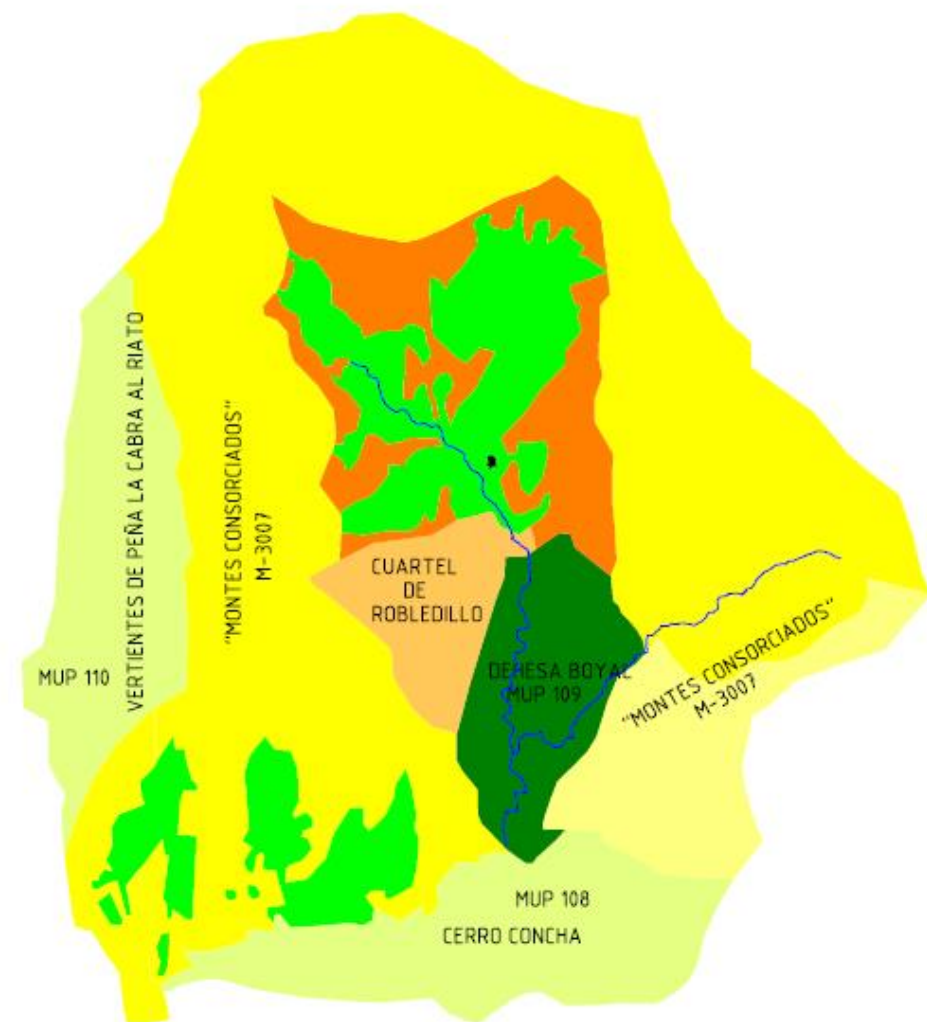 VERTIENTES DE PEÑA LA CABRA AL RIATO
MUP 110
"MONTES CONSORCIADOS"
M-3007
CUARTEL
DE
ROBLEDILLO
DEHESA BOYAL
MUP 109
"MONTES CONSORCIADOS"
M-3007
MUP 108
CERRO CONCHA